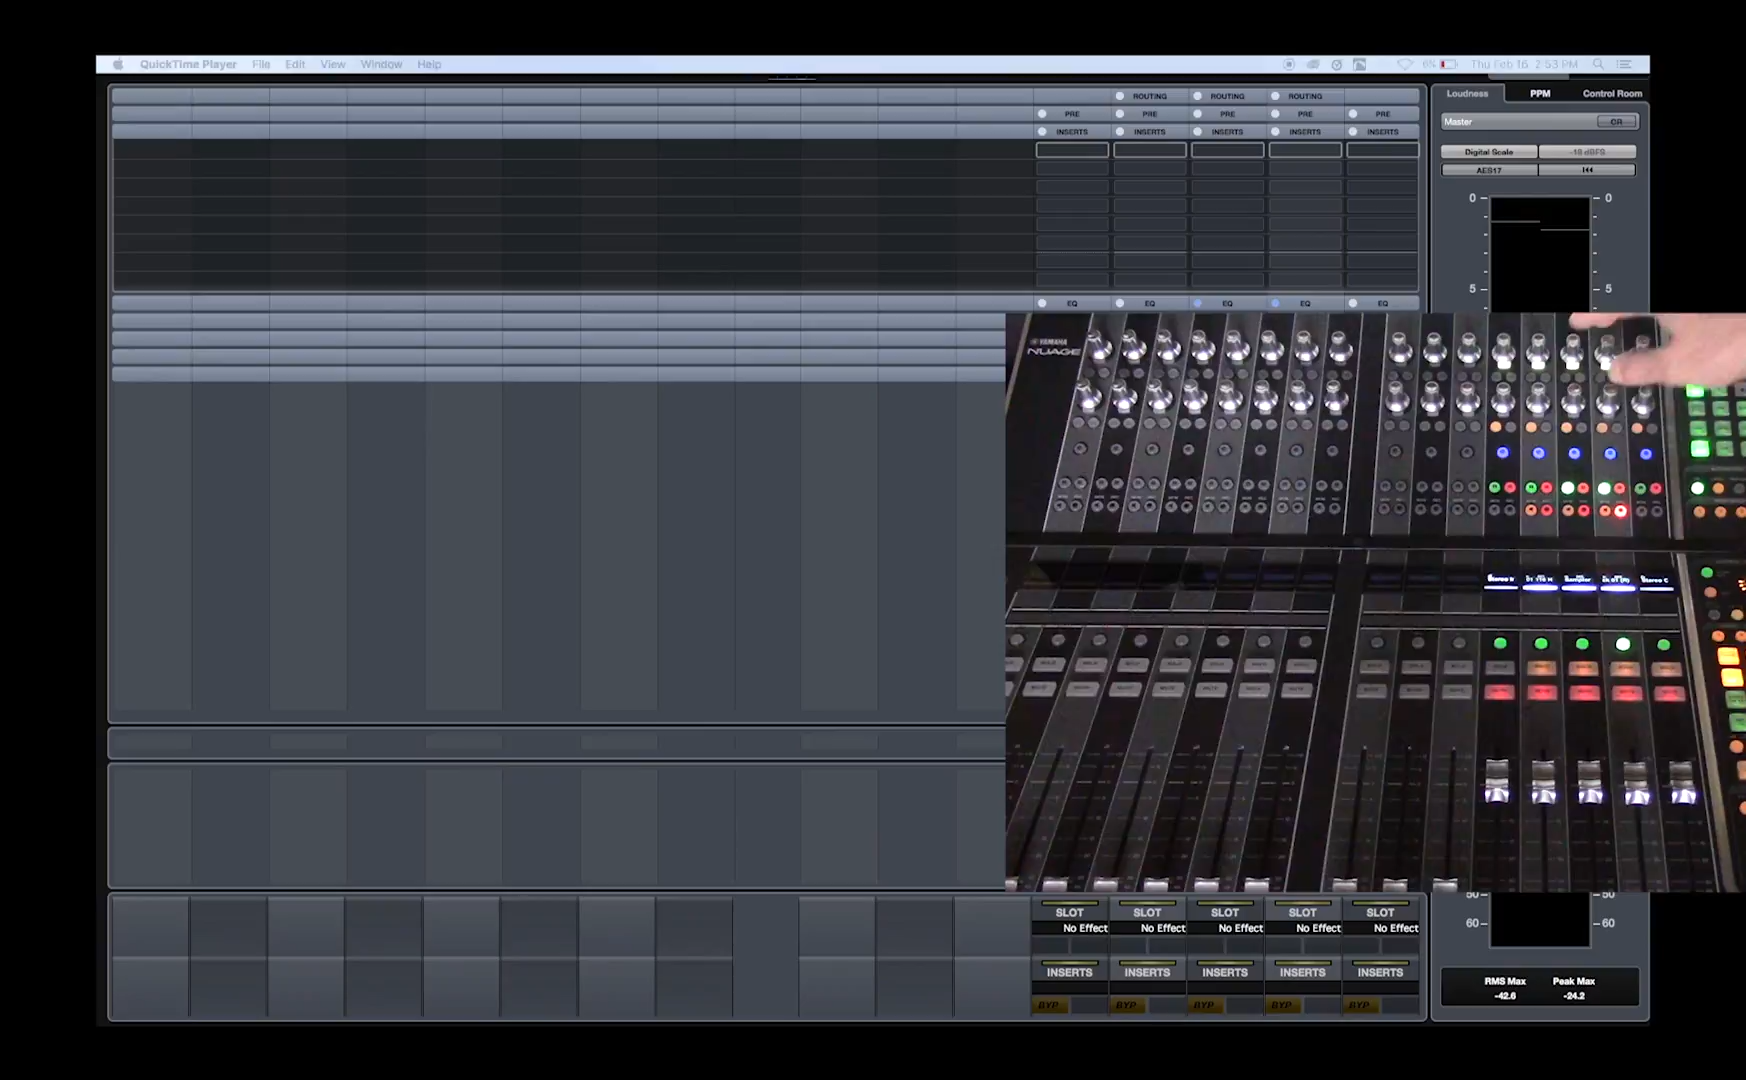 QuickTime Player File Edit View Window Help
6% Thu Feb 16 2:53 PM
ROUTING ROUTING ROUTING
PRE PRE PRE PRE PRE
INSERTS INSERTS INSERTS INSERTS INSERTS
EQ EQ EQ EQ EQ
Loudness PPM Control Room
Master CR
Digital Scale -18 dBFS
AES17
0 0
5 5
YAMAHA
NUAGE
50 50
60 60
SLOT SLOT SLOT SLOT SLOT
No Effect No Effect No Effect No Effect No Effect
INSERTS INSERTS INSERTS INSERTS INSERTS
BYP BYP BYP BYP BYP
RMS Max Peak Max
-42.6 -24.2